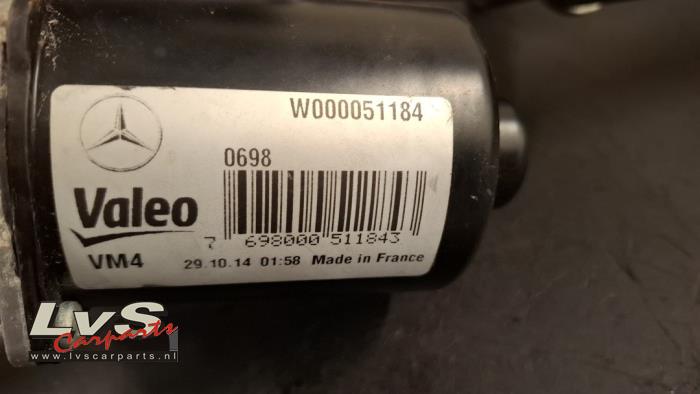 W000051184
0698
Valeo
7 698000 511843
VM4 29.10.14 01:58 Made in France
LvS
Carparts
www.lvscarparts.nl